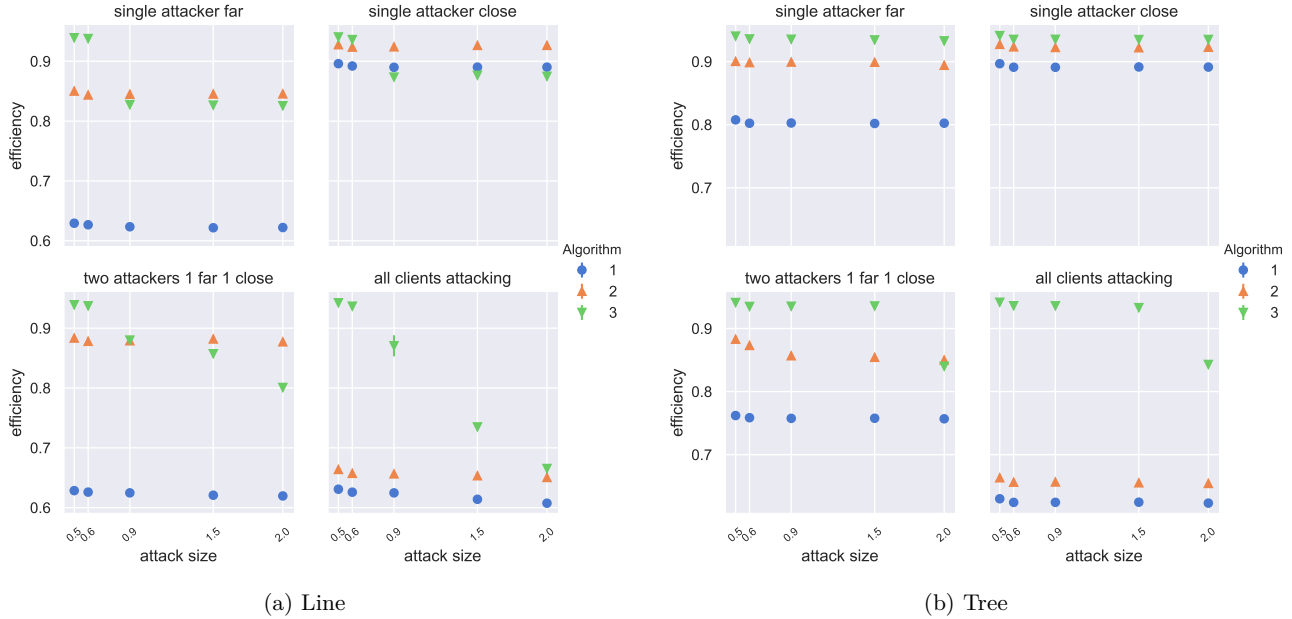 single attacker far
single attacker close
efficiency
0.9
0.8
0.7
0.6
two attackers 1 far 1 close
all clients attacking
efficiency
0.9
0.8
0.7
0.6
0.5
0.6
0.9
1.5
2.0
attack size
0.5
0.6
0.9
1.5
2.0
attack size
Algorithm
1
2
3
(a) Line
single attacker far
single attacker close
efficiency
0.9
0.8
0.7
two attackers 1 far 1 close
all clients attacking
efficiency
0.9
0.8
0.7
0.5
0.6
0.9
1.5
2.0
attack size
0.5
0.6
0.9
1.5
2.0
attack size
Algorithm
1
2
3
(b) Tree